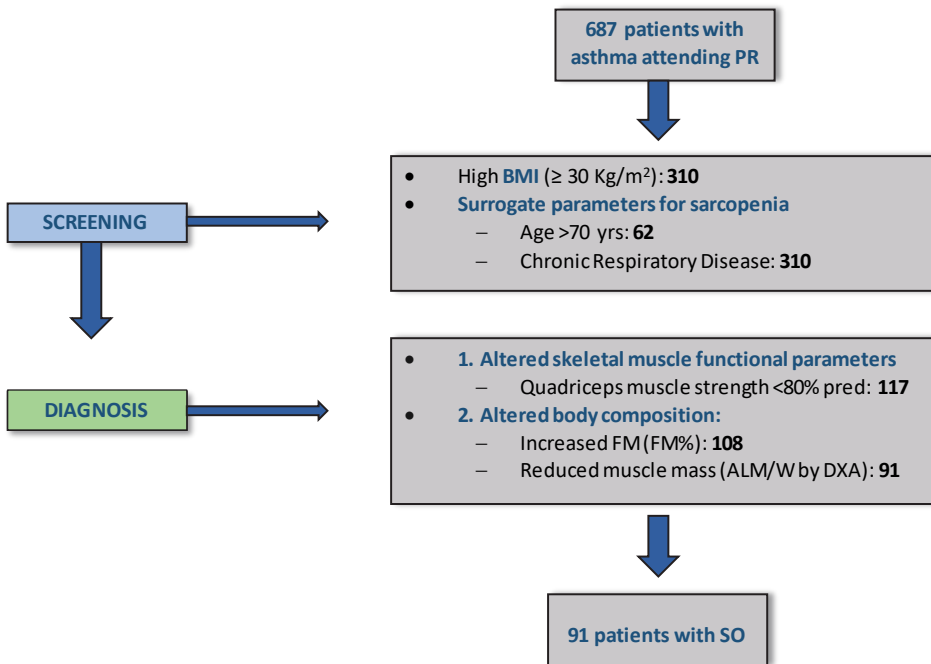 687 patients with
asthma attending PR
SCREENING
• High BMI (≥ 30 Kg/m²): 310
• Surrogate parameters for sarcopenia
– Age >70 yrs: 62
– Chronic Respiratory Disease: 310
DIAGNOSIS
• 1. Altered skeletal muscle functional parameters
– Quadriceps muscle strength <80% pred: 117
• 2. Altered body composition:
– Increased FM (FM%): 108
– Reduced muscle mass (ALM/W by DXA): 91
91 patients with SO